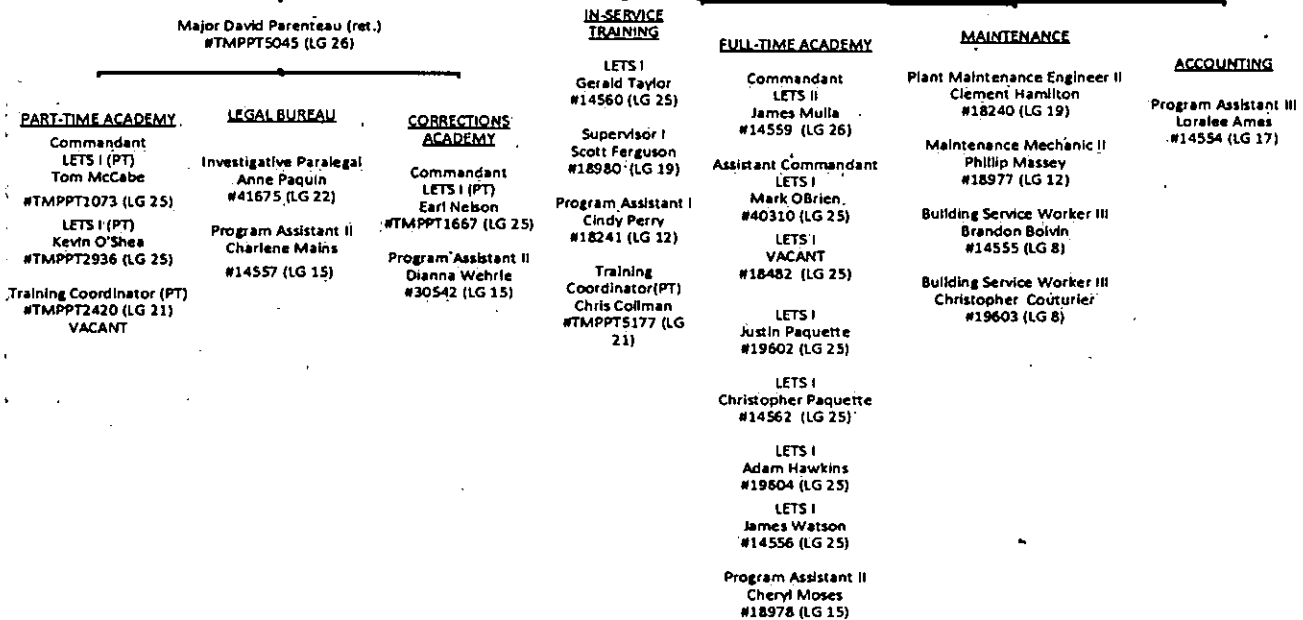 Major David Parenteau (ret.)
#TMPPT5045 (LG 26)
PART-TIME ACADEMY
Commandant
LETS I (PT)
Tom McCabe
#TMPPT1073 (LG 25)
LETS I (PT)
Kevin O'Shea
#TMPPT2936 (LG 25)
Training Coordinator (PT)
#TMPPT2420 (LG 21)
VACANT
LEGAL BUREAU
Investigative Paralegal
Anne Paquin
#41675 (LG 22)
Program Assistant II
Charlene Mains
#14557 (LG 15)
CORRECTIONS
ACADEMY
Commandant
LETS I (PT)
Earl Nelson
#TMPPT1667 (LG 25)
Program Assistant II
Dianna Wehrle
#30542 (LG 15)
IN-SERVICE
TRAINING
LETS I
Gerald Taylor
#14560 (LG 25)
Supervisor I
Scott Ferguson
#18980 (LG 19)
Program Assistant I
Cindy Perry
#18241 (LG 12)
Training
Coordinator(PT)
Chris Collman
#TMPPT5177 (LG
21)
FULL-TIME ACADEMY
Commandant
LETS II
James Mulla
#14559 (LG 26)
Assistant Commandant
LETS I
Mark OBrien
#40310 (LG 25)
LETS I
VACANT
#18482 (LG 25)
LETS I
Justin Paquette
#19602 (LG 25)
LETS I
Christopher Paquette
#14562 (LG 25)
LETS I
Adam Hawkins
#19604 (LG 25)
LETS I
James Watson
#14556 (LG 25)
Program Assistant II
Cheryl Moses
#18978 (LG 15)
MAINTENANCE
Plant Maintenance Engineer II
Clement Hamilton
#18240 (LG 19)
Maintenance Mechanic II
Phillip Massey
#18977 (LG 12)
Building Service Worker III
Brandon Boivin
#14555 (LG 8)
Building Service Worker III
Christopher Couturier
#19603 (LG 8)
ACCOUNTING
Program Assistant III
Loralee Ames
#14554 (LG 17)